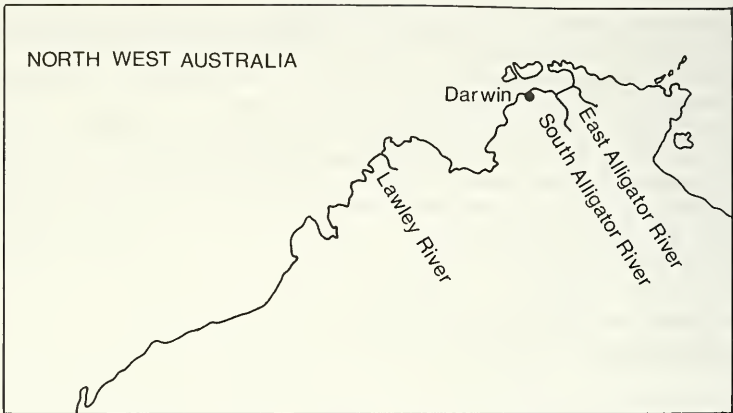 NORTH WEST AUSTRALIA
Darwin
East Alligator River
South Alligator River
Lawley River